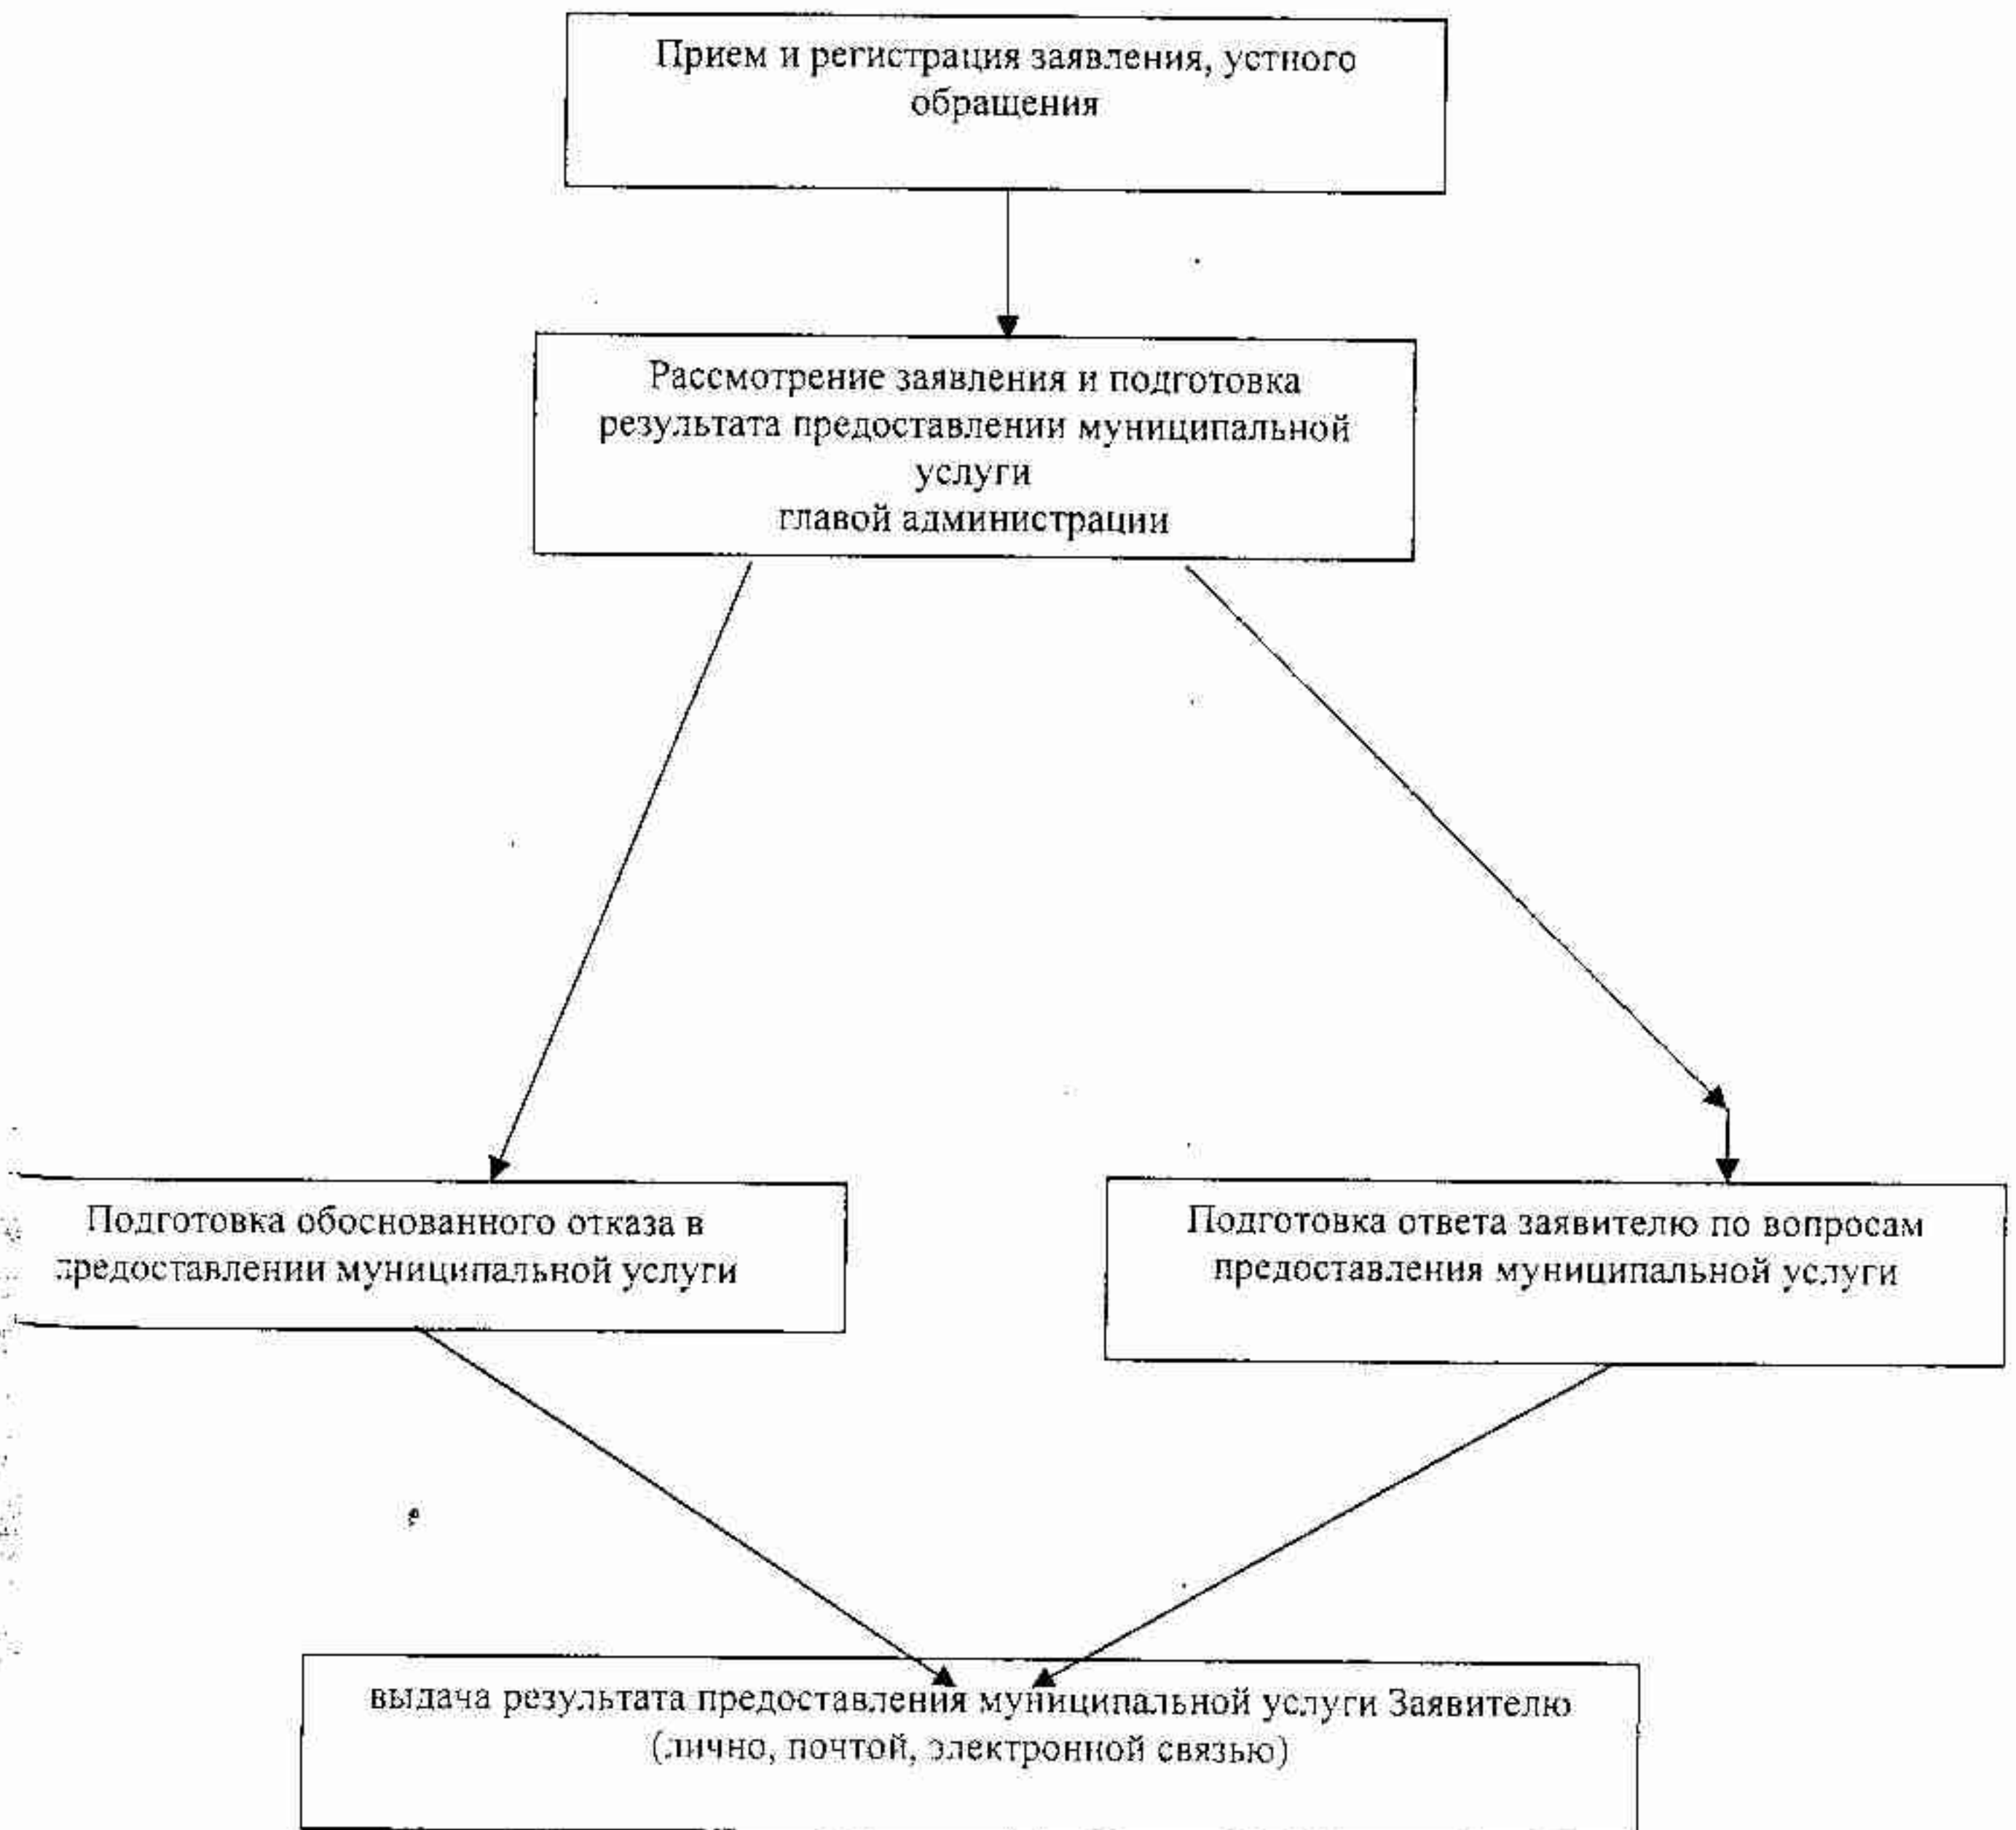 Прием и регистрация заявления, устного
обращения
Рассмотрение заявления и подготовка
результата предоставлении муниципальной
услуги
главой администрации
Подготовка обоснованного отказа в
предоставлении муниципальной услуги
Подготовка ответа заявителю по вопросам
предоставления муниципальной услуги
выдача результата предоставления муниципальной услуги Заявителю
(лично, почтой, электронной связью)